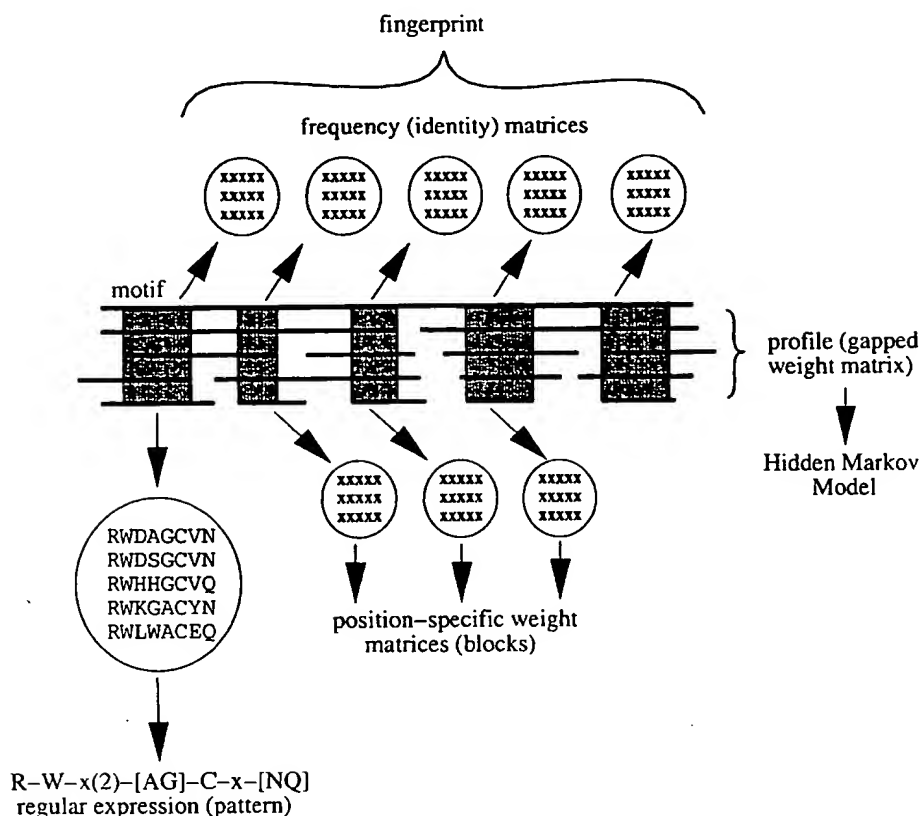 fingerprint
frequency (identity) matrices
xxxxx xxxxx xxxxx xxxxx xxxxx
xxxxx xxxxx xxxxx xxxxx xxxxx
xxxxx xxxxx xxxxx xxxxx xxxxx
motif
profile (gapped
weight matrix)
Hidden Markov
Model
xxxxx xxxxx xxxxx
xxxxx xxxxx xxxxx
xxxxx xxxxx xxxxx
RWDAGCVN
RWDSGCVN
RWHHGCVQ
RWKGACYN
RWLWACEQ
position–specific weight
matrices (blocks)
R–W–x(2)–[AG]–C–x–[NQ]
regular expression (pattern)